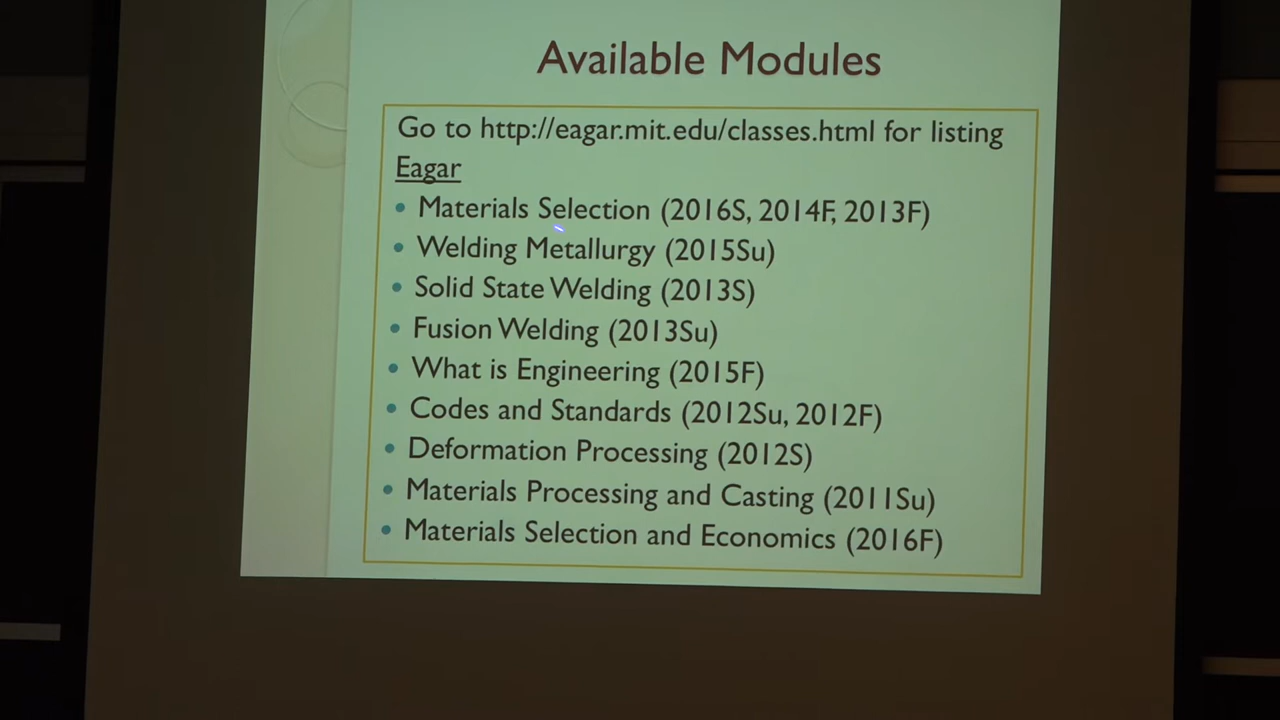 Available Modules
Go to http://eagar.mit.edu/classes.html for listing
Eagar
• Materials Selection (2016S, 2014F, 2013F)
• Welding Metallurgy (2015Su)
• Solid State Welding (2013S)
• Fusion Welding (2013Su)
• What is Engineering (2015F)
• Codes and Standards (2012Su, 2012F)
• Deformation Processing (2012S)
• Materials Processing and Casting (2011Su)
• Materials Selection and Economics (2016F)